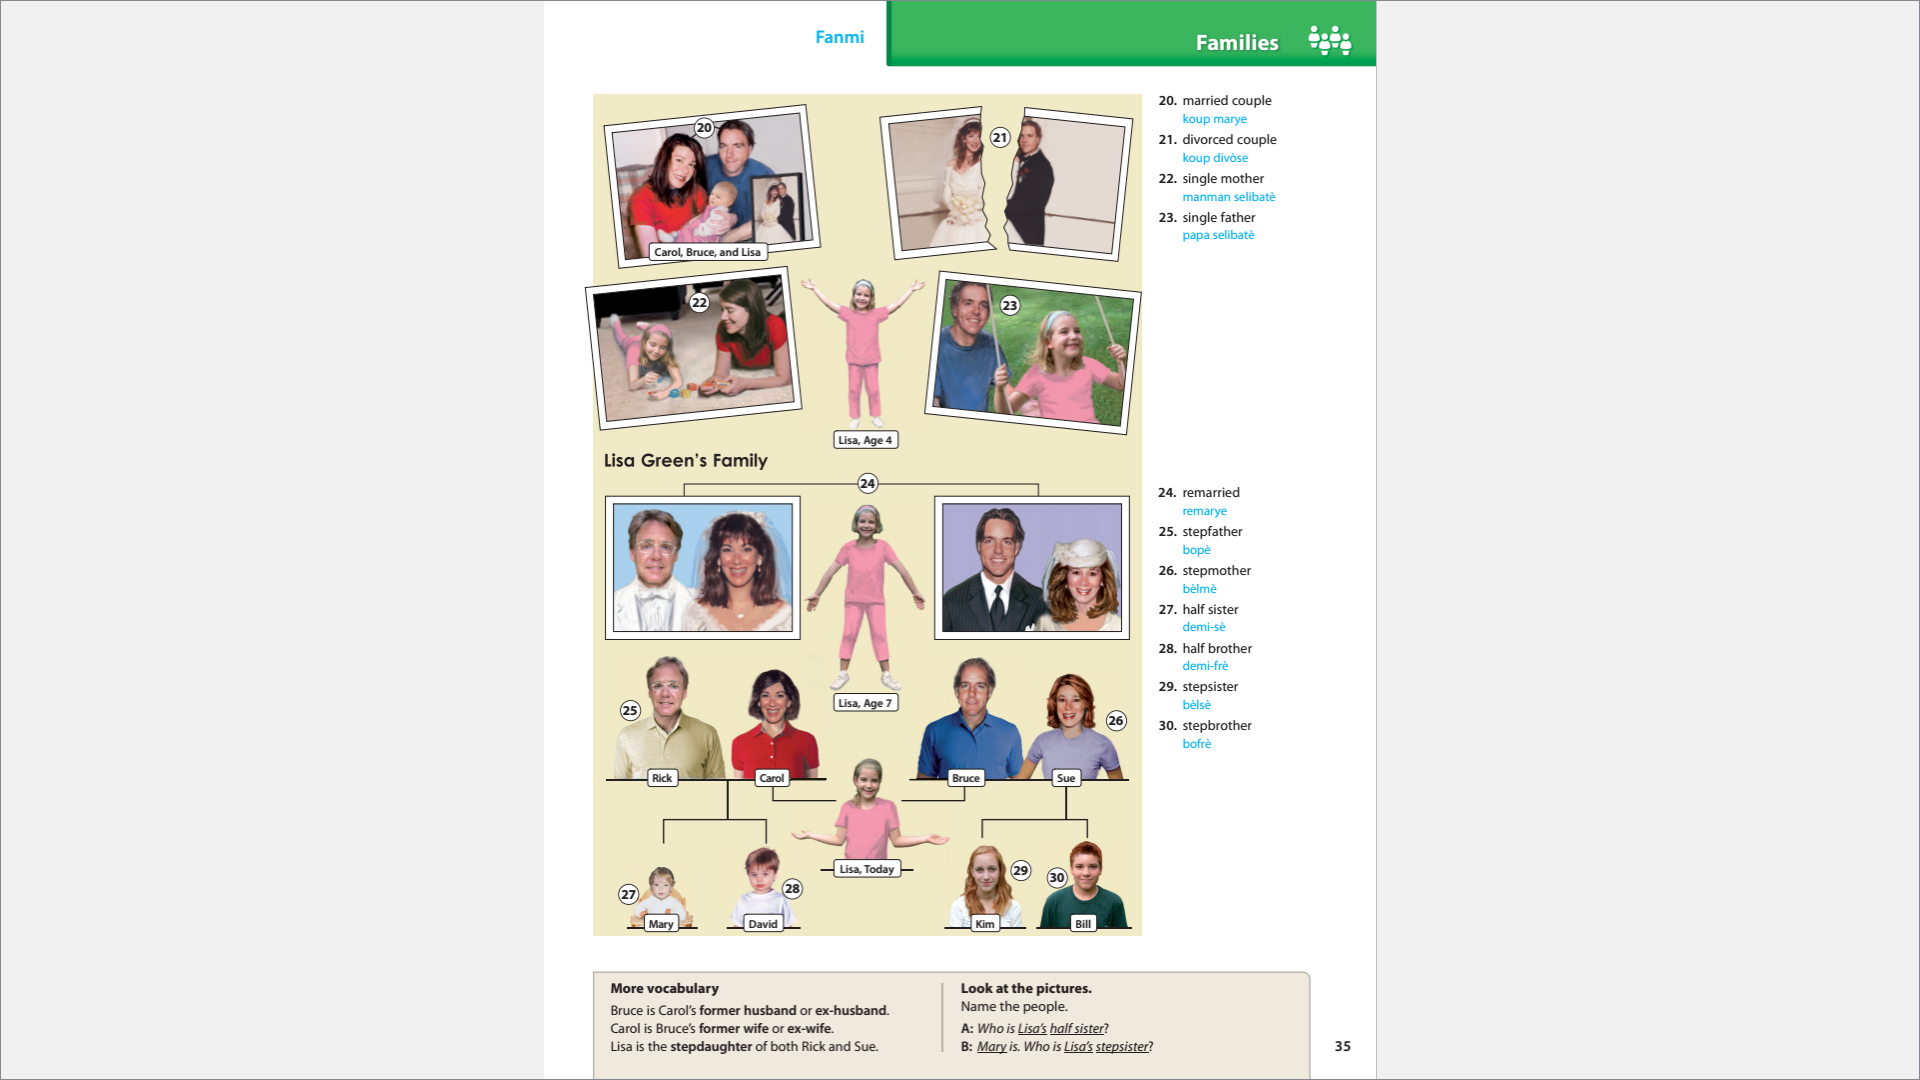 Fanmi
Families
20
21
Carol, Bruce, and Lisa
22
23
Lisa, Age 4
20. married couple
koup marye
21. divorced couple
koup divòse
22. single mother
manman selibatè
23. single father
papa selibatè
Lisa Green's Family
24
Lisa, Age 7
25
26
Rick
Carol
Bruce
Sue
Lisa, Today
27
28
29
30
Mary
David
Kim
Bill
24. remarried
remarye
25. stepfather
bopè
26. stepmother
bèlmè
27. half sister
demi-sè
28. half brother
demi-frè
29. stepsister
bèlsè
30. stepbrother
bofrè
More vocabulary
Bruce is Carol's former husband or ex-husband.
Carol is Bruce's former wife or ex-wife.
Lisa is the stepdaughter of both Rick and Sue.
Look at the pictures.
Name the people.
A: Who is Lisa's half sister?
B: Mary is. Who is Lisa's stepsister?
35